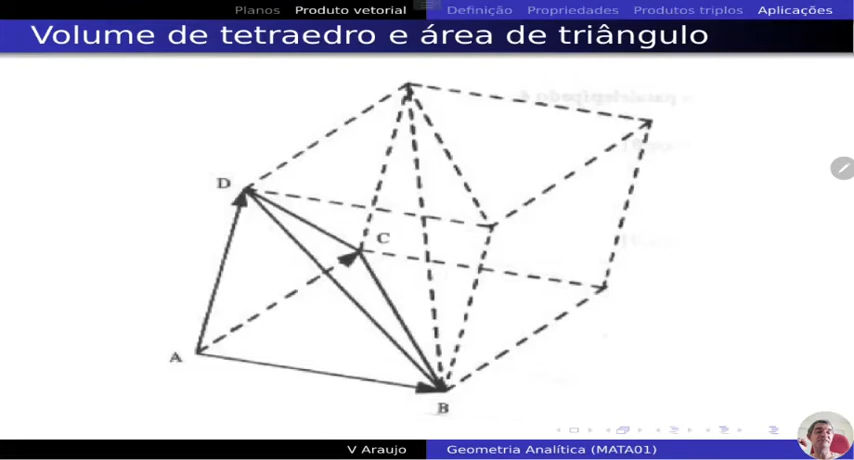 Planos Produto vetorial Definição Propriedades Produtos triplos Aplicações
Volume de tetraedro e área de triângulo
D
C
A
B
V Araujo Geometria Analítica (MATA01)